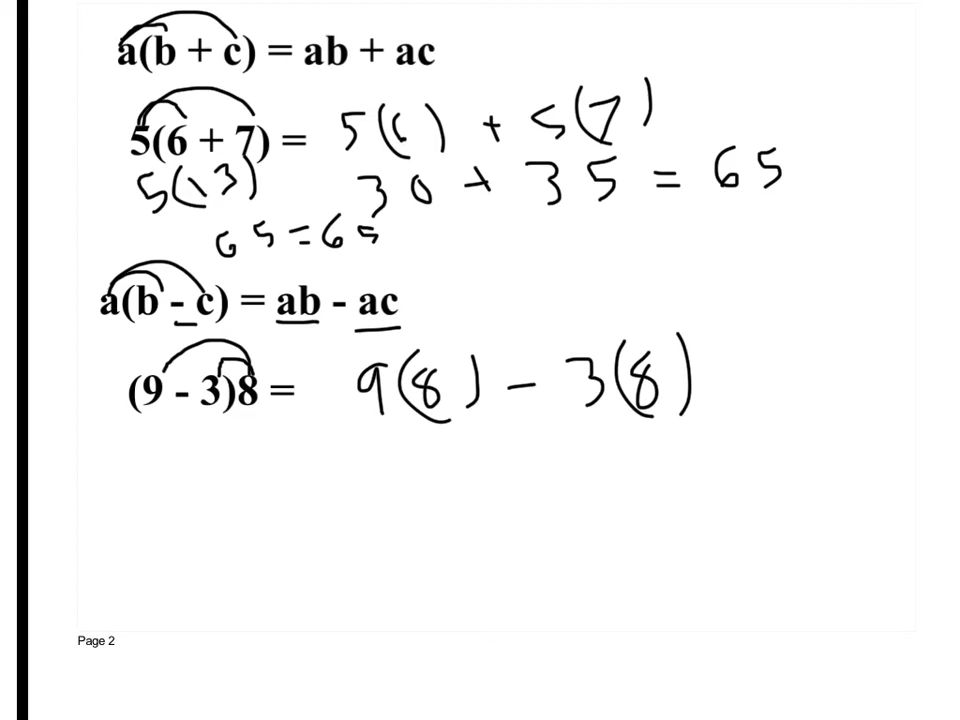 a(b + c) = ab + ac
5(6 + 7) = 5(6) + 5(7)
5(13) 30 + 35 = 65
65 = 65
a(b - c) = ab - ac
(9 - 3)8 = 9(8) - 3(8)
Page 2